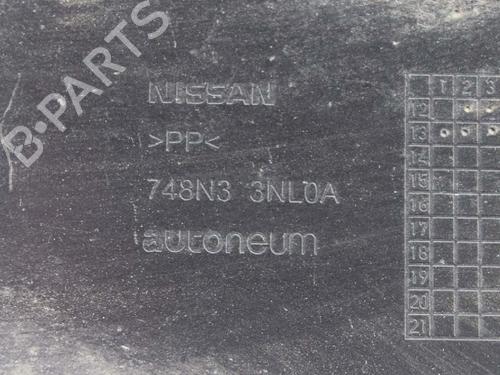 B-PARTS
NISSAN
>PP<
748N3 3NL0A
autoneum
1 2 3
12
13
14
15
16
17
18
19
20
21